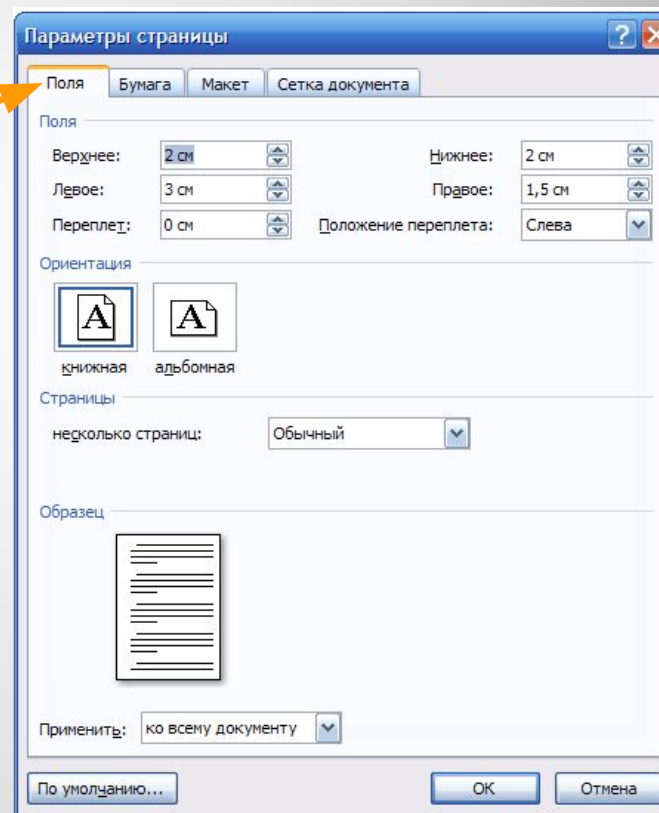 Параметры страницы
Поля Бумага Макет Сетка документа
Поля
Верхнее: 2 см Нижнее: 2 см
Левое: 3 см Правое: 1,5 см
Переплет: 0 см Положение переплета: Слева
Ориентация
A A
книжная альбомная
Страницы
несколько страниц: Обычный
Образец
Применить: ко всему документу
По умолчанию... ОК Отмена